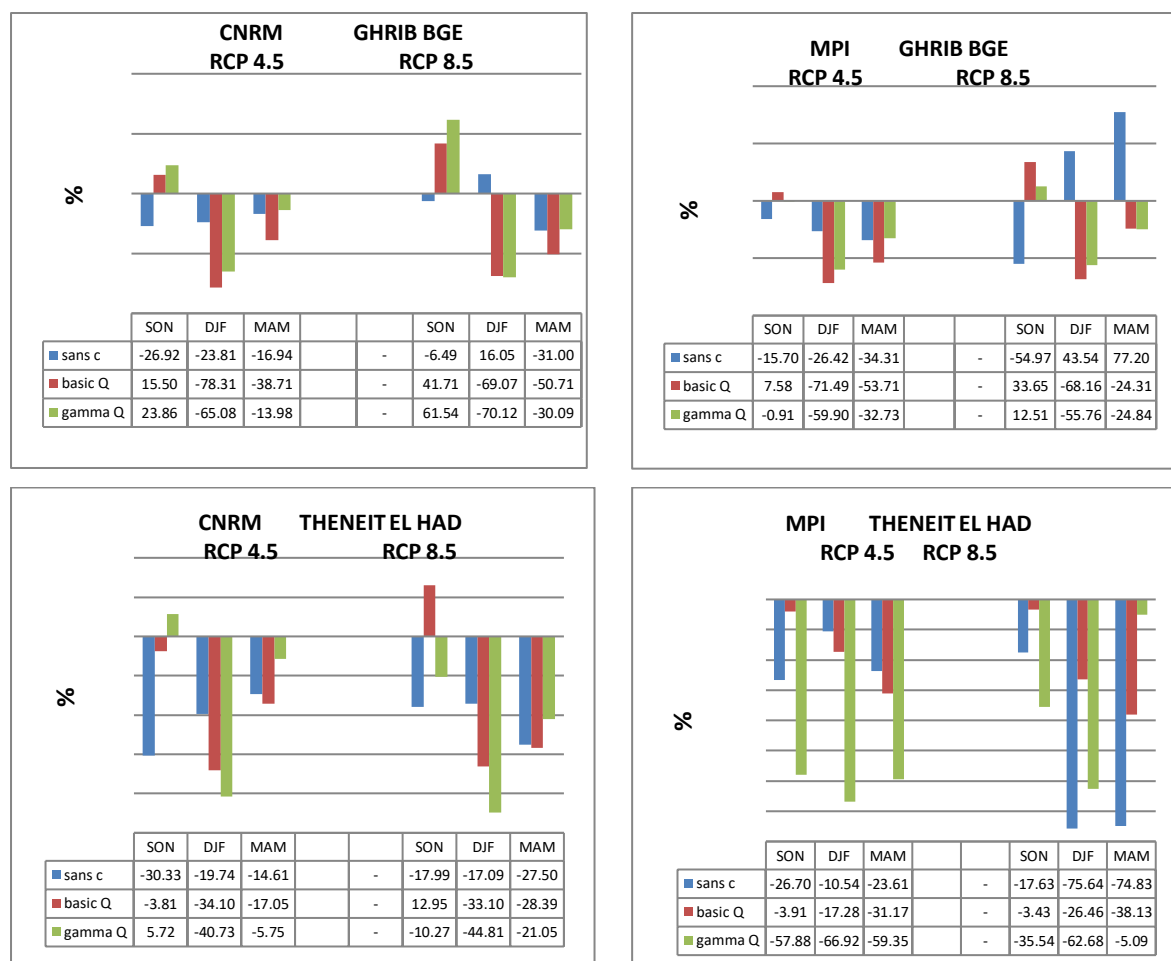 CNRM GHRIB BGE
RCP 4.5 RCP 8.5
%
SON DJF MAM SON DJF MAM
sans c -26.92 -23.81 -16.94 - -6.49 16.05 -31.00
basic Q 15.50 -78.31 -38.71 - 41.71 -69.07 -50.71
gamma Q 23.86 -65.08 -13.98 - 61.54 -70.12 -30.09
MPI GHRIB BGE
RCP 4.5 RCP 8.5
%
SON DJF MAM SON DJF MAM
sans c -15.70 -26.42 -34.31 - -54.97 43.54 77.20
basic Q 7.58 -71.49 -53.71 - 33.65 -68.16 -24.31
gamma Q -0.91 -59.90 -32.73 - 12.51 -55.76 -24.84
CNRM THENEIT EL HAD
RCP 4.5 RCP 8.5
%
SON DJF MAM SON DJF MAM
sans c -30.33 -19.74 -14.61 - -17.99 -17.09 -27.50
basic Q -3.81 -34.10 -17.05 - 12.95 -33.10 -28.39
gamma Q 5.72 -40.73 -5.75 - -10.27 -44.81 -21.05
MPI THENEIT EL HAD
RCP 4.5 RCP 8.5
%
SON DJF MAM SON DJF MAM
sans c -26.70 -10.54 -23.61 - -17.63 -75.64 -74.83
basic Q -3.91 -17.28 -31.17 - -3.43 -26.46 -38.13
gamma Q -57.88 -66.92 -59.35 - -35.54 -62.68 -5.09